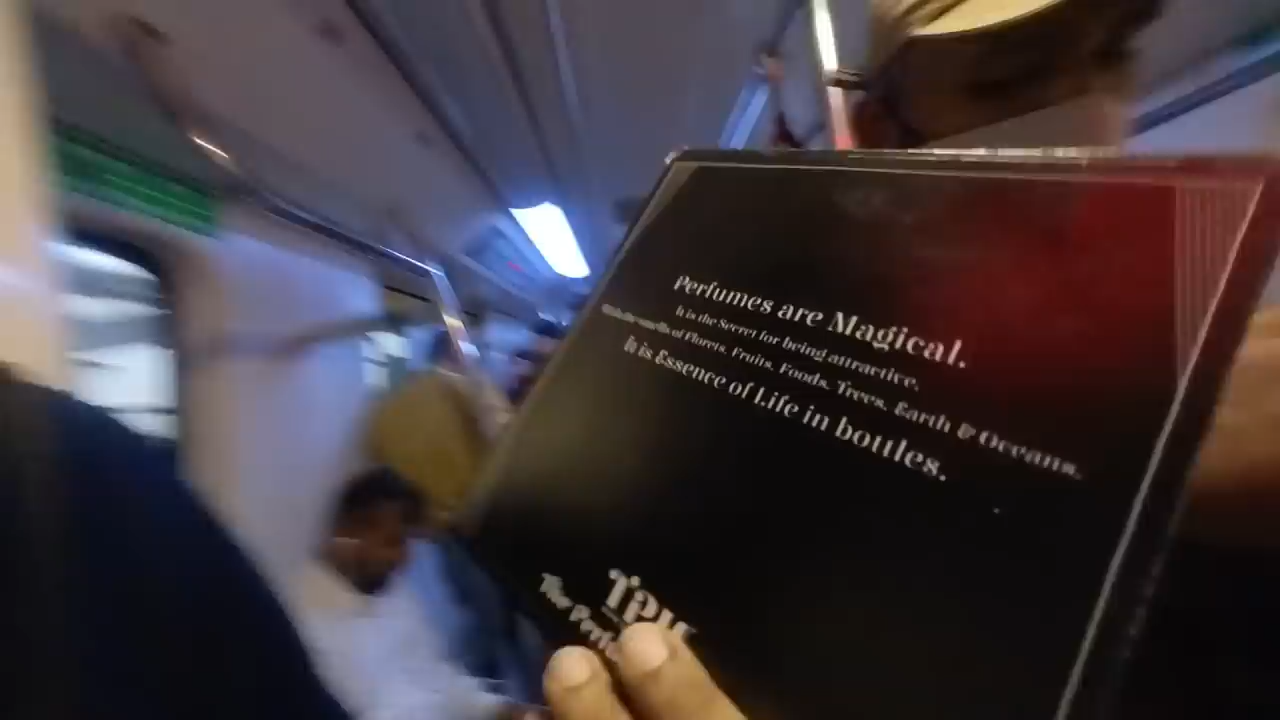 Perfumes are Magical.
It is the Secret for being attractive.
of Florets, Fruits, Foods, Trees, Earth & Oceans.
It is Essence of Life in bottles.
The